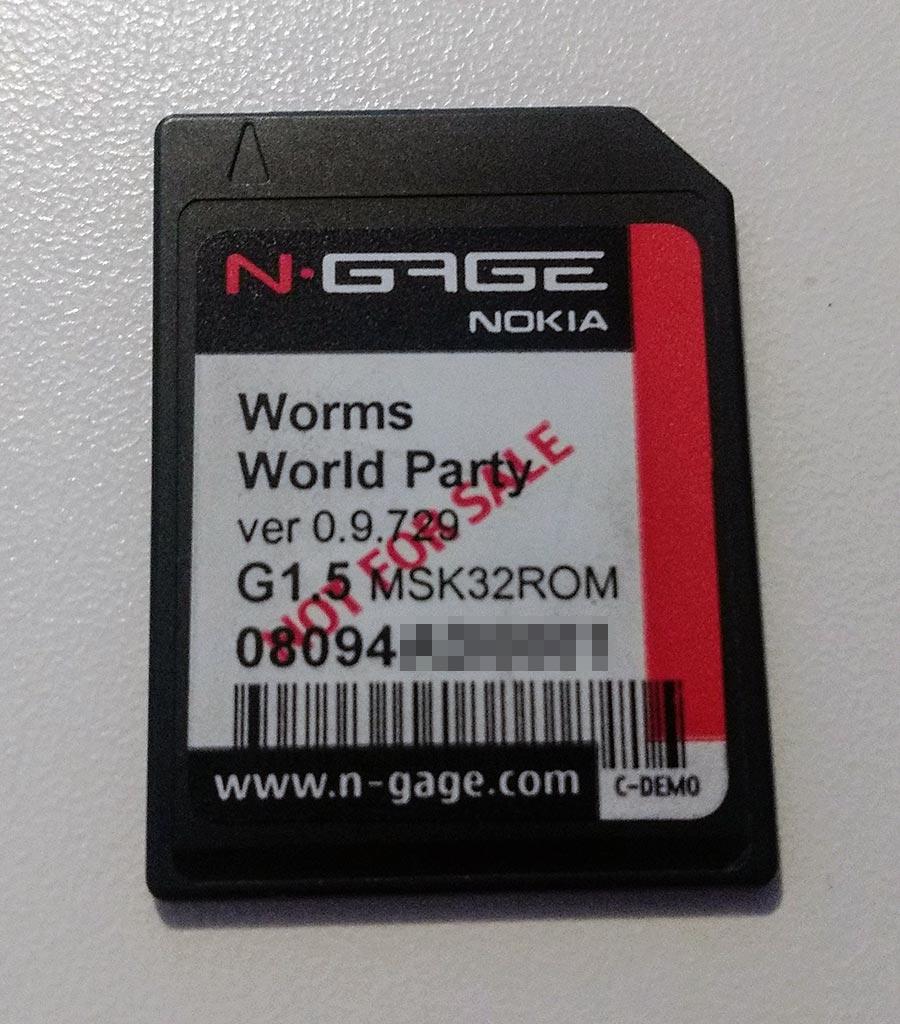 N·GAGE
NOKIA
Worms
World Party
ver 0.9.729
G1.5 MSK32ROM
NOT FOR SALE
08094
www.n-gage.com
C-DEMO